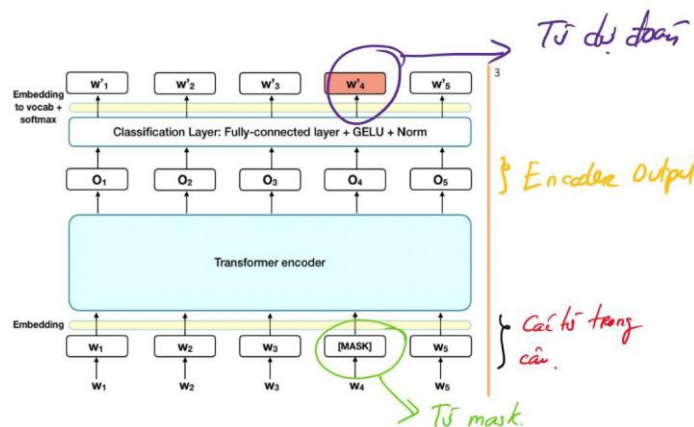 Từ dự đoán
3
w'1 w'2 w'3 w'4 w'5
Embedding
to vocab +
softmax
Classification Layer: Fully-connected layer + GELU + Norm
O1 O2 O3 O4 O5
Encoder Output
Transformer encoder
Embedding
w1 w2 w3 [MASK] w5
Các từ trong
câu.
w1 w2 w3 w4 w5
Từ mask.